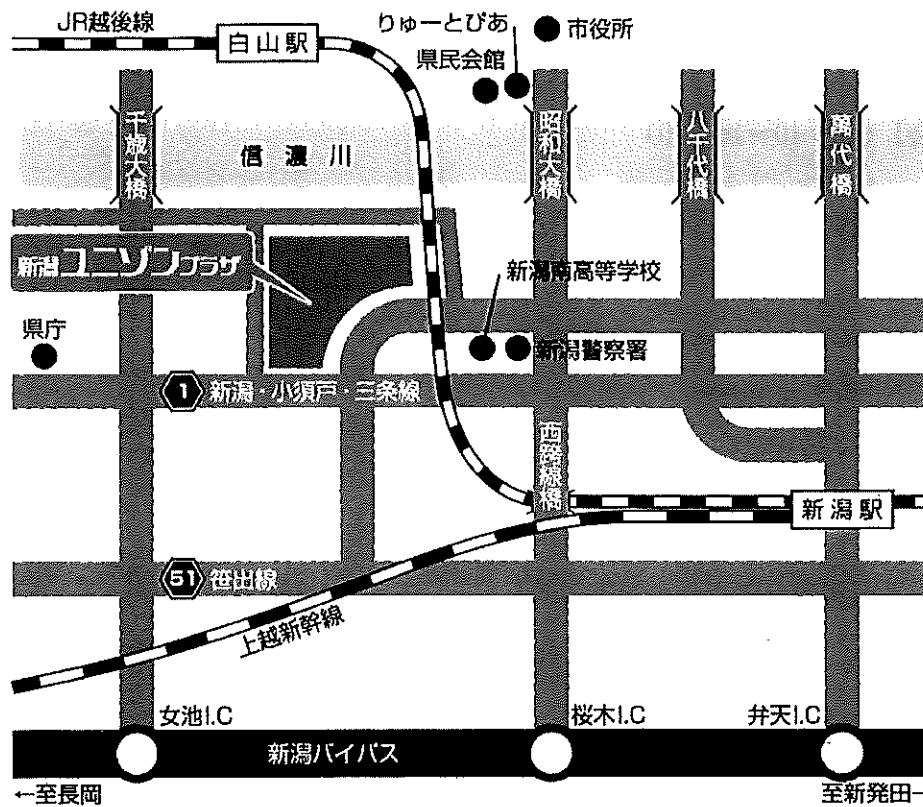 JR越後線
白山駅
りゅーとぴあ
市役所
県民会館
千歳大橋
信濃川
昭和大橋
八千代橋
萬代橋
新潟ユニゾンプラザ
新潟南高等学校
県庁
新潟警察署
1 新潟・小須戸・三条線
西跨線橋
新潟駅
51 笹出線
上越新幹線
女池I.C
桜木I.C
弁天I.C
新潟バイパス
←至長岡
至新発田→